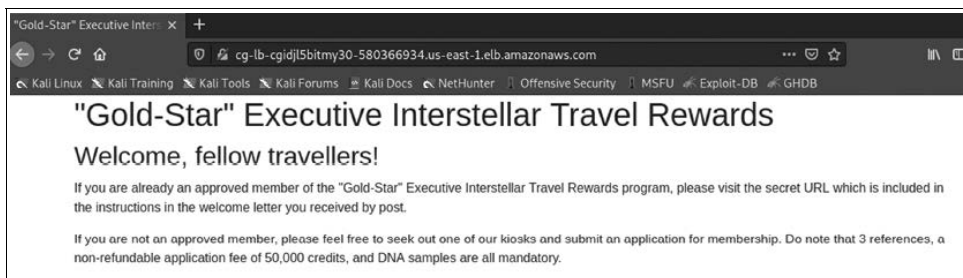 "Gold-Star" Executive Inters
cg-lb-cgidjl5bitmy30-580366934.us-east-1.elb.amazonaws.com
Kali Linux Kali Training Kali Tools Kali Forums Kali Docs NetHunter Offensive Security MSFU Exploit-DB GHDB
"Gold-Star" Executive Interstellar Travel Rewards
Welcome, fellow travellers!
If you are already an approved member of the "Gold-Star" Executive Interstellar Travel Rewards program, please visit the secret URL which is included in
the instructions in the welcome letter you received by post.
If you are not an approved member, please feel free to seek out one of our kiosks and submit an application for membership. Do note that 3 references, a
non-refundable application fee of 50,000 credits, and DNA samples are all mandatory.